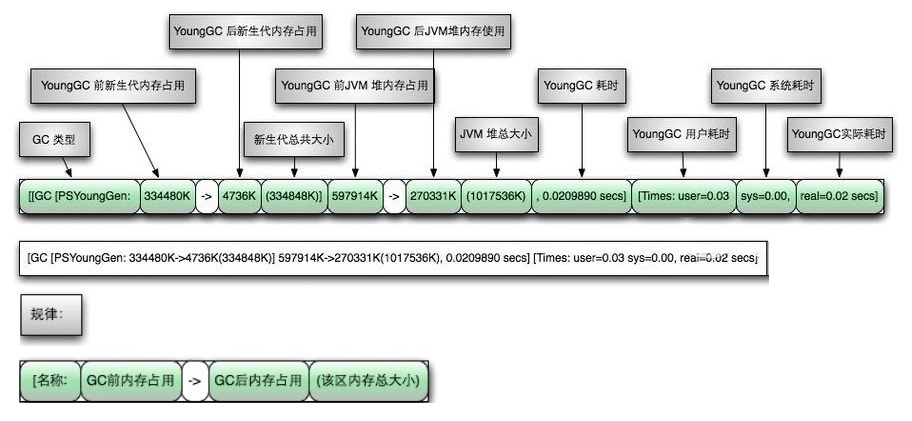 YoungGC 后新生代内存占用
YoungGC 后JVM堆内存使用
YoungGC 前新生代内存占用
YoungGC 前JVM 堆内存占用
YoungGC 耗时
YoungGC 系统耗时
GC 类型
新生代总共大小
JVM 堆总大小
YoungGC 用户耗时
YoungGC实际耗时
[[GC [PSYoungGen: 334480K -> 4736K (334848K)] 597914K -> 270331K (1017536K) , 0.0209890 secs] [Times: user=0.03 sys=0.00, real=0.02 secs]
[GC [PSYoungGen: 334480K->4736K(334848K)] 597914K->270331K(1017536K), 0.0209890 secs] [Times: user=0.03 sys=0.00, real=0.02 secs]
规律:
[名称: GC前内存占用 -> GC后内存占用 (该区内存总大小)